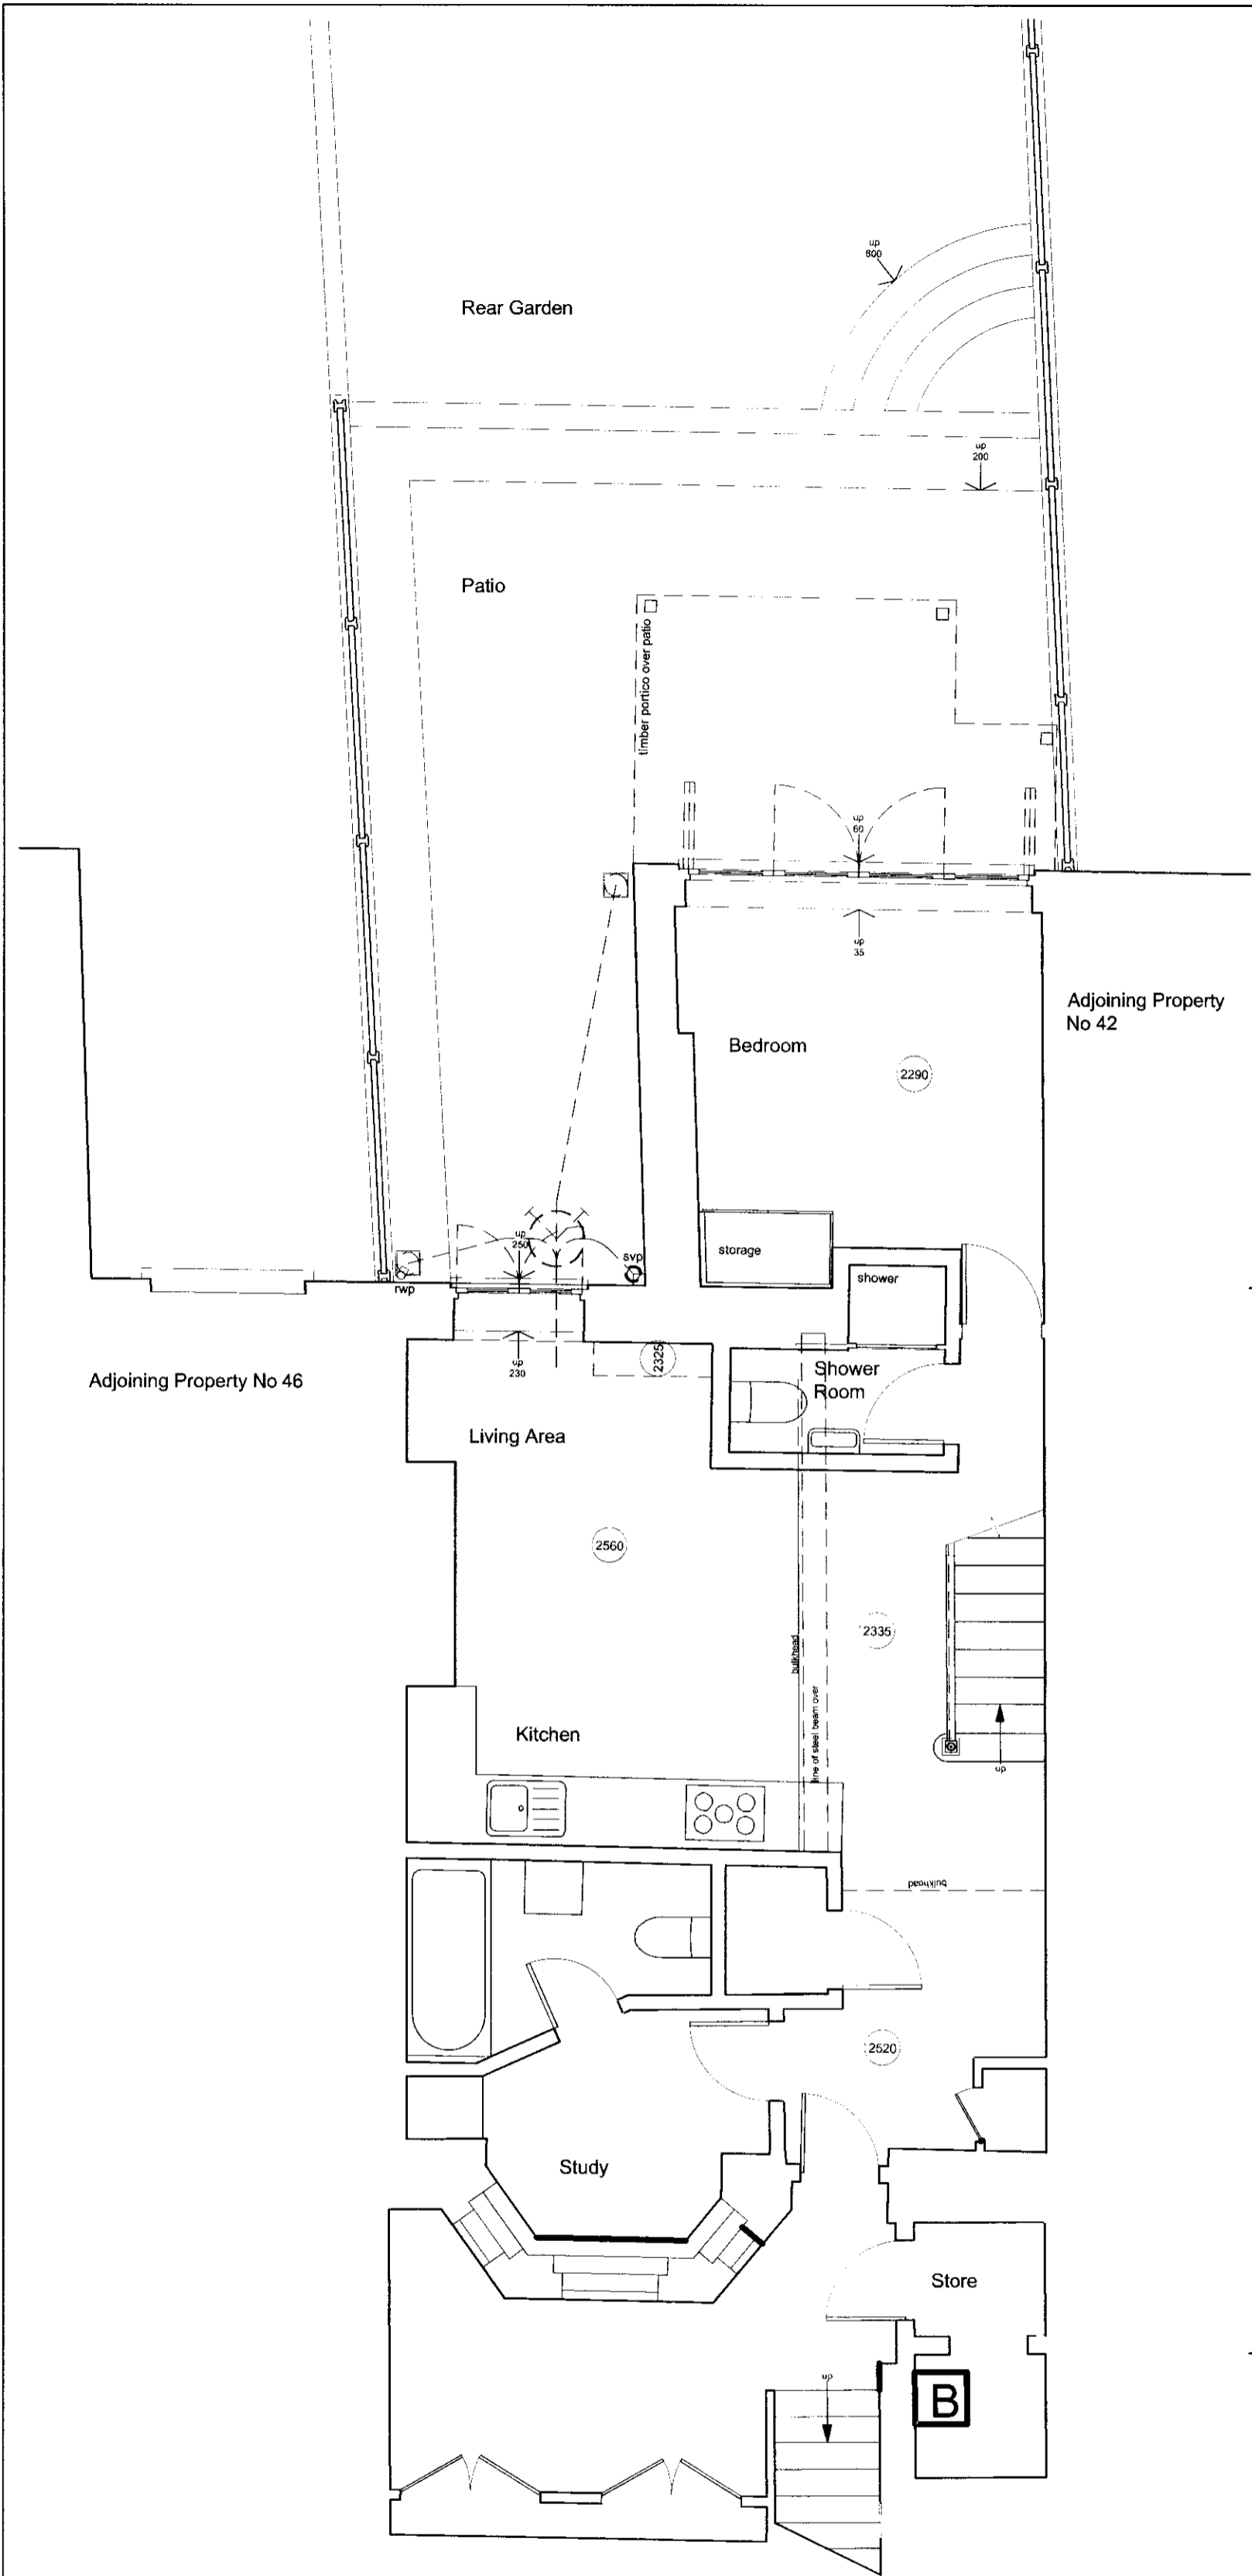 up
800
Rear Garden
up
200
Patio
timber portico over patio
up
60
up
35
Adjoining Property
No 42
Bedroom
2290
storage
up
250
svp
shower
rwp
2325
up
230
Shower
Room
Adjoining Property No 46
Living Area
2560
2335
bulkhead
line of steel beam over
Kitchen
up
bulkhead
2520
Study
Store
up
B